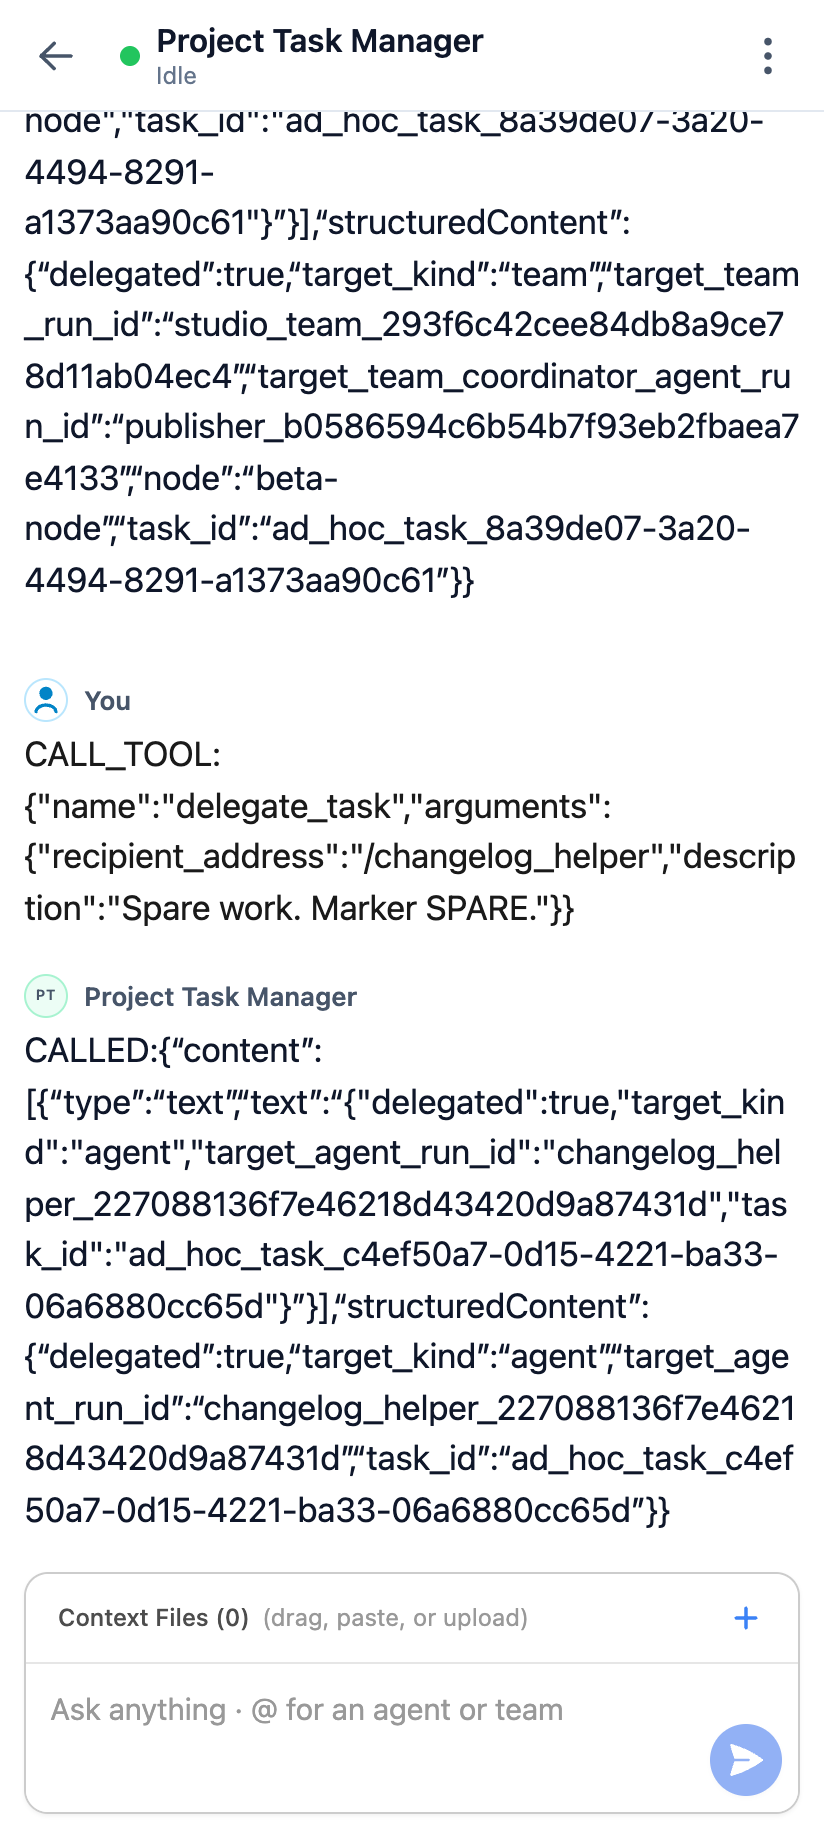 Project Task Manager
Idle
node","task_id":"ad_hoc_task_8a39de07-3a20-
4494-8291-
a1373aa90c61"}”}],“structuredContent”:
{“delegated”:true,“target_kind”:“team”,“target_team
_run_id”:“studio_team_293f6c42cee84db8a9ce7
8d11ab04ec4”,“target_team_coordinator_agent_ru
n_id”:“publisher_b0586594c6b54b7f93eb2fbaea7
e4133”,“node”:“beta-
node”,“task_id”:“ad_hoc_task_8a39de07-3a20-
4494-8291-a1373aa90c61”}}
You
CALL_TOOL:
{"name":"delegate_task","arguments":
{"recipient_address":"/changelog_helper","descrip
tion":"Spare work. Marker SPARE."}}
PT
Project Task Manager
CALLED:{“content”:
[{“type”:“text”,“text”:“{"delegated":true,"target_kin
d":"agent","target_agent_run_id":"changelog_hel
per_227088136f7e46218d43420d9a87431d","tas
k_id":"ad_hoc_task_c4ef50a7-0d15-4221-ba33-
06a6880cc65d"}”}],“structuredContent”:
{“delegated”:true,“target_kind”:“agent”,“target_age
nt_run_id”:“changelog_helper_227088136f7e4621
8d43420d9a87431d”,“task_id”:“ad_hoc_task_c4ef
50a7-0d15-4221-ba33-06a6880cc65d”}}
Context Files (0) (drag, paste, or upload)
Ask anything · @ for an agent or team